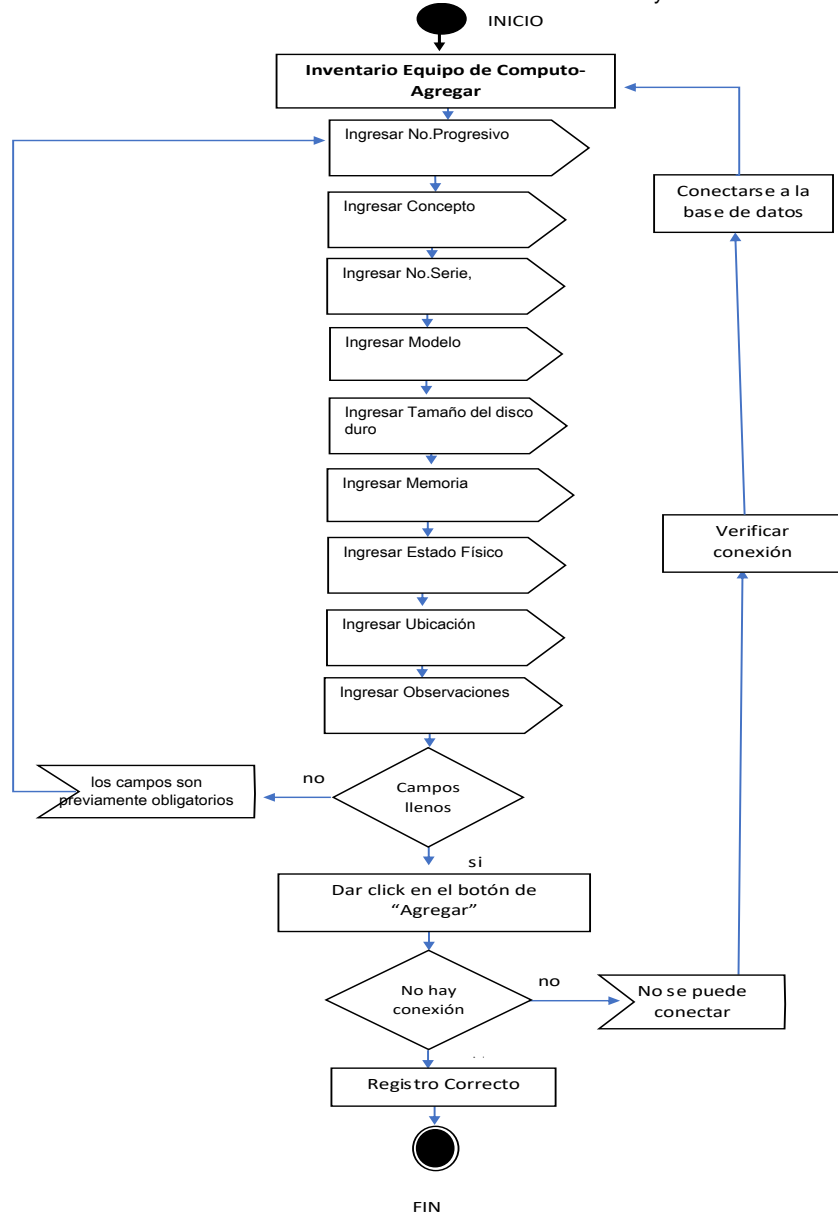 INICIO
Inventario Equipo de Computo-
Agregar
Ingresar No.Progresivo
Conectarse a la
base de datos
Ingresar Concepto
Ingresar No.Serie,
Ingresar Modelo
Ingresar Tamaño del disco
duro
Ingresar Memoria
Verificar
conexión
Ingresar Estado Físico
Ingresar Ubicación
Ingresar Observaciones
Campos
llenos
no
los campos son
previamente obligatorios
si
Dar click en el botón de
“Agregar”
No hay
conexión
no
No se puede
conectar
Registro Correcto
FIN